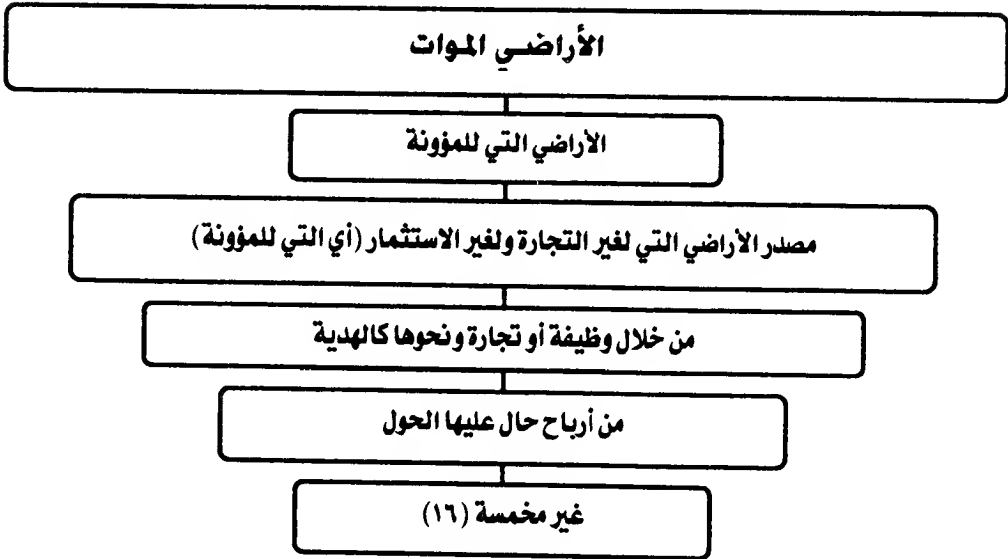 الأراضي الموات
الأراضي التي للمؤونة
مصدر الأراضي التي لغير التجارة ولغير الاستثمار (أي التي للمؤونة)
من خلال وظيفة أو تجارة ونحوها كالهدية
من أرباح حال عليها الحول
غير مخمسة (١٦)